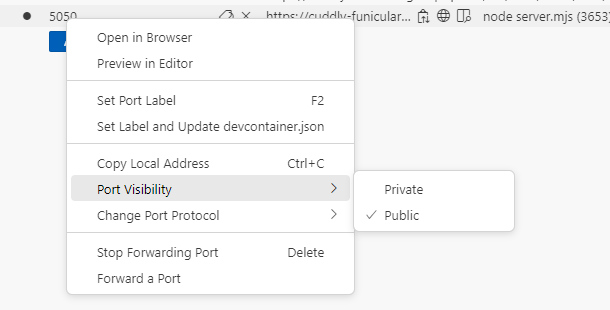 5050
https://cuddly-funicular...
node server.mjs (3653)
Open in Browser
Preview in Editor
Set Port Label F2
Set Label and Update devcontainer.json
Copy Local Address Ctrl+C
Port Visibility
Private
Change Port Protocol
Public
Stop Forwarding Port Delete
Forward a Port